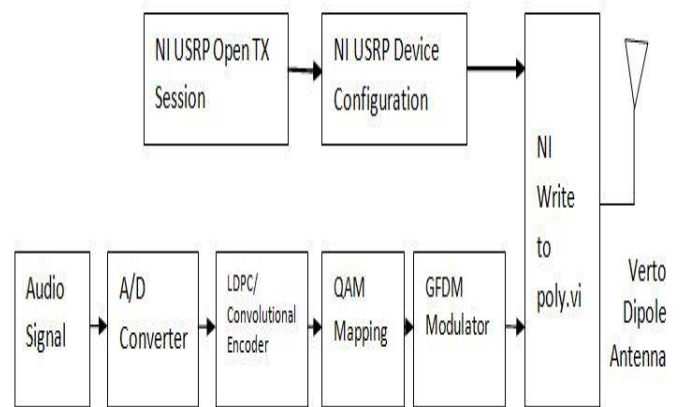 NI USRP Open TX
Session
NI USRP Device
Configuration
NI
Write
to
poly.vi
Audio
Signal
A/D
Converter
LDPC/
Convolutional
Encoder
QAM
Mapping
GFDM
Modulator
Verto
Dipole
Antenna